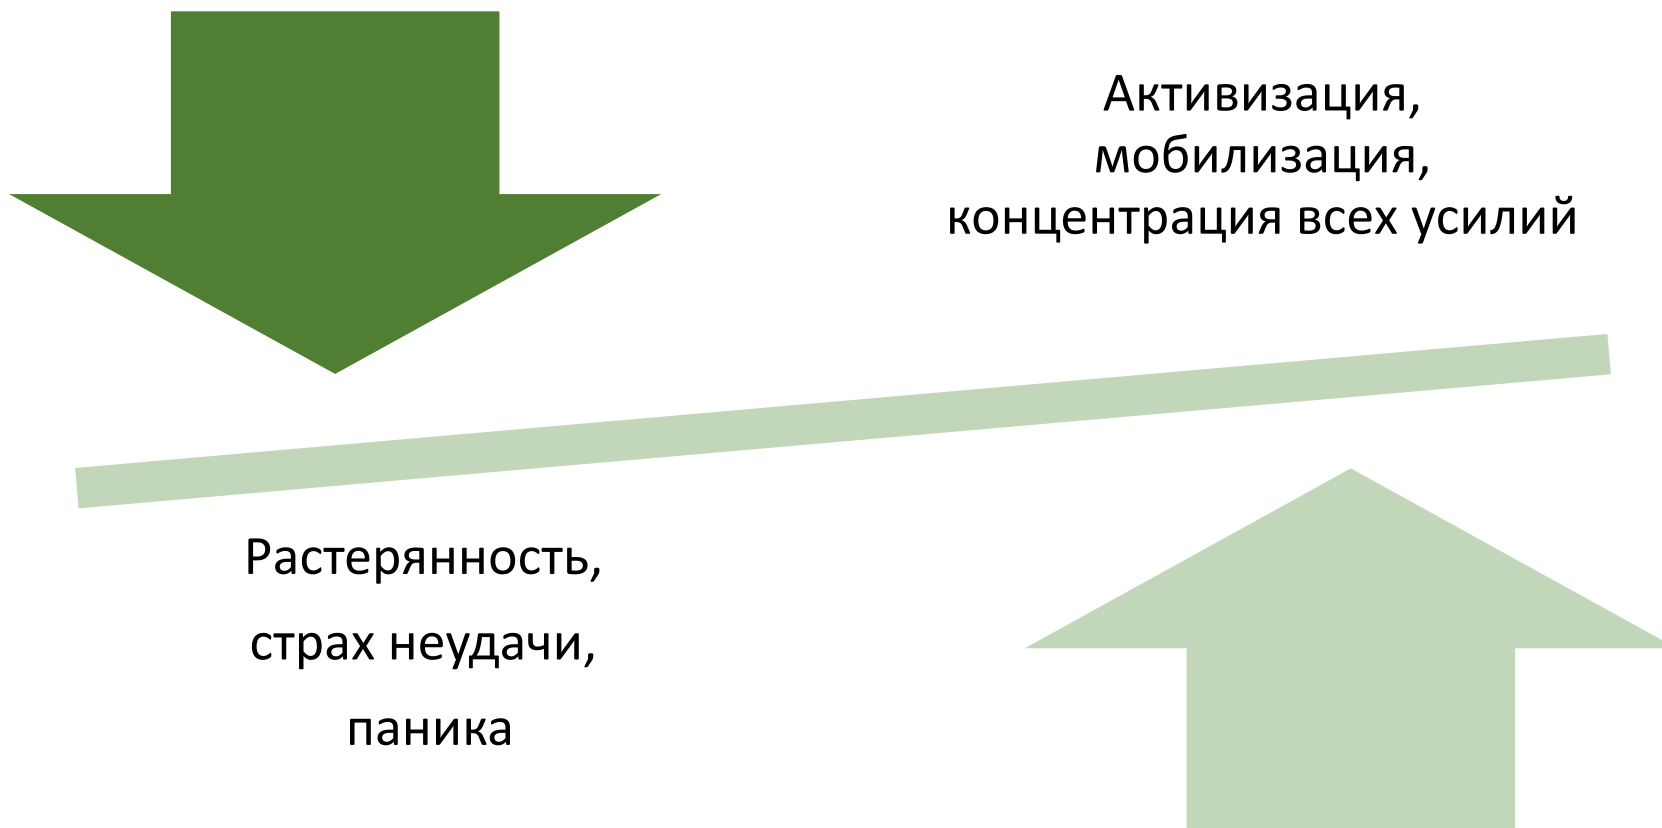 Активизация,
мобилизация,
концентрация всех усилий
Растерянность,
страх неудачи,
паника